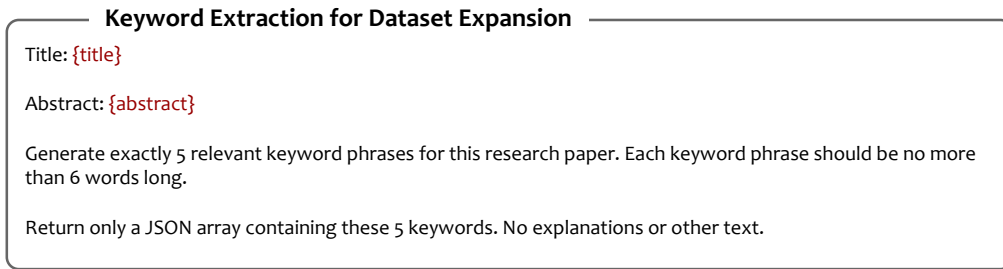 Keyword Extraction for Dataset Expansion
Title: {title}
Abstract: {abstract}
Generate exactly 5 relevant keyword phrases for this research paper. Each keyword phrase should be no more
than 6 words long.
Return only a JSON array containing these 5 keywords. No explanations or other text.